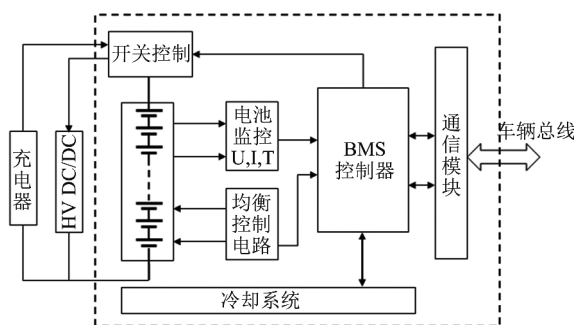 开关控制
充电器
HV DC/DC
电池
监控
U,I,T
均衡
控制
电路
BMS
控制器
通信模块
车辆总线
冷却系统